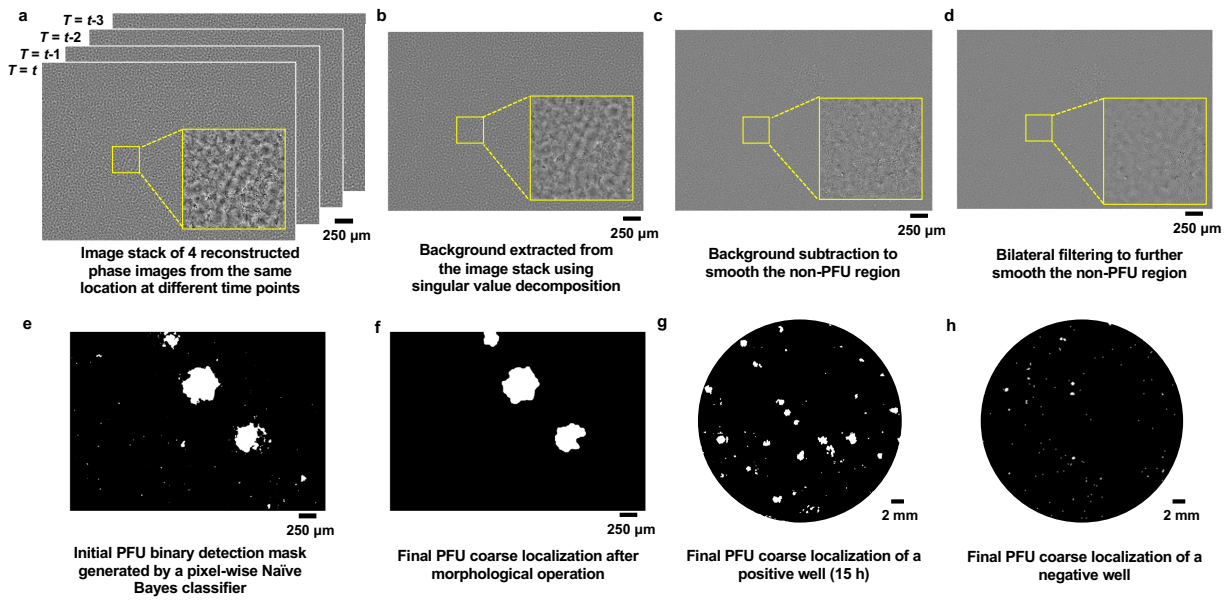 a
T = t-3
T = t-2
T = t-1
T = t
250 µm
Image stack of 4 reconstructed
phase images from the same
location at different time points
b
250 µm
Background extracted from
the image stack using
singular value decomposition
c
250 µm
Background subtraction to
smooth the non-PFU region
d
250 µm
Bilateral filtering to further
smooth the non-PFU region
e
250 µm
Initial PFU binary detection mask
generated by a pixel-wise Naïve
Bayes classifier
f
250 µm
Final PFU coarse localization after
morphological operation
g
2 mm
Final PFU coarse localization of a
positive well (15 h)
h
2 mm
Final PFU coarse localization of a
negative well